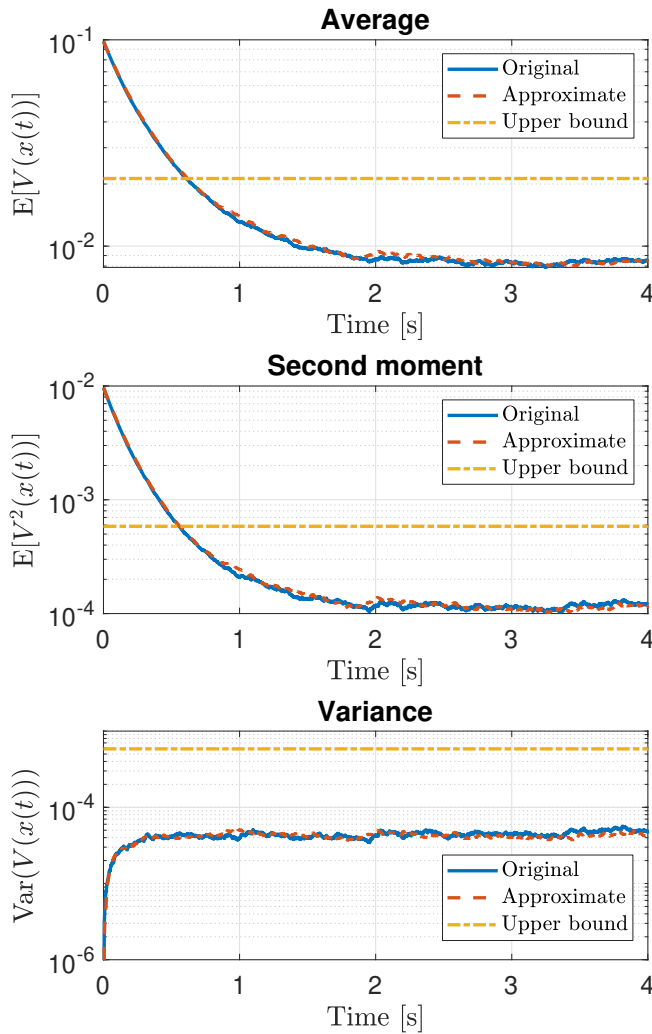 Average
10^{-1}
10^{-2}
E[V(x(t))]
Original
Approximate
Upper bound
0 1 2 3 4
Time [s]
Second moment
10^{-2}
10^{-3}
10^{-4}
E[V^2(x(t))]
Original
Approximate
Upper bound
0 1 2 3 4
Time [s]
Variance
10^{-4}
10^{-6}
Var(V(x(t)))
Original
Approximate
Upper bound
0 1 2 3 4
Time [s]